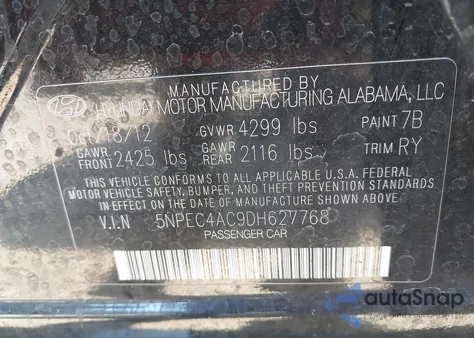 MANUFACTURED BY
HYUNDAI MOTOR MANUFACTURING ALABAMA, LLC
/18/12 GVWR 4299 lbs PAINT 7B
GAWR FRONT 2425 lbs GAWR REAR 2116 lbs TRIM RY
THIS VEHICLE CONFORMS TO ALL APPLICABLE U.S.A. FEDERAL
MOTOR VEHICLE SAFETY, BUMPER, AND THEFT PREVENTION
STANDARDS IN EFFECT ON THE DATE OF MANUFACTURE SHOWN ABOVE
V.I.N 5NPEC4AC9DH627768
PASSENGER CAR
autoSnap